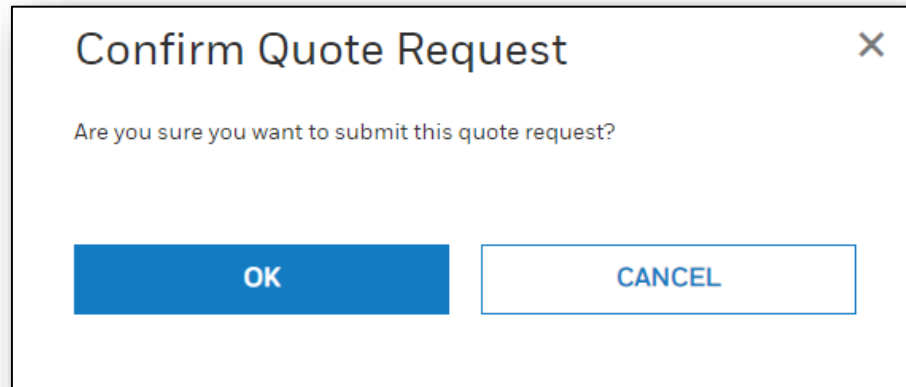 Confirm Quote Request
Are you sure you want to submit this quote request?
OK
CANCEL